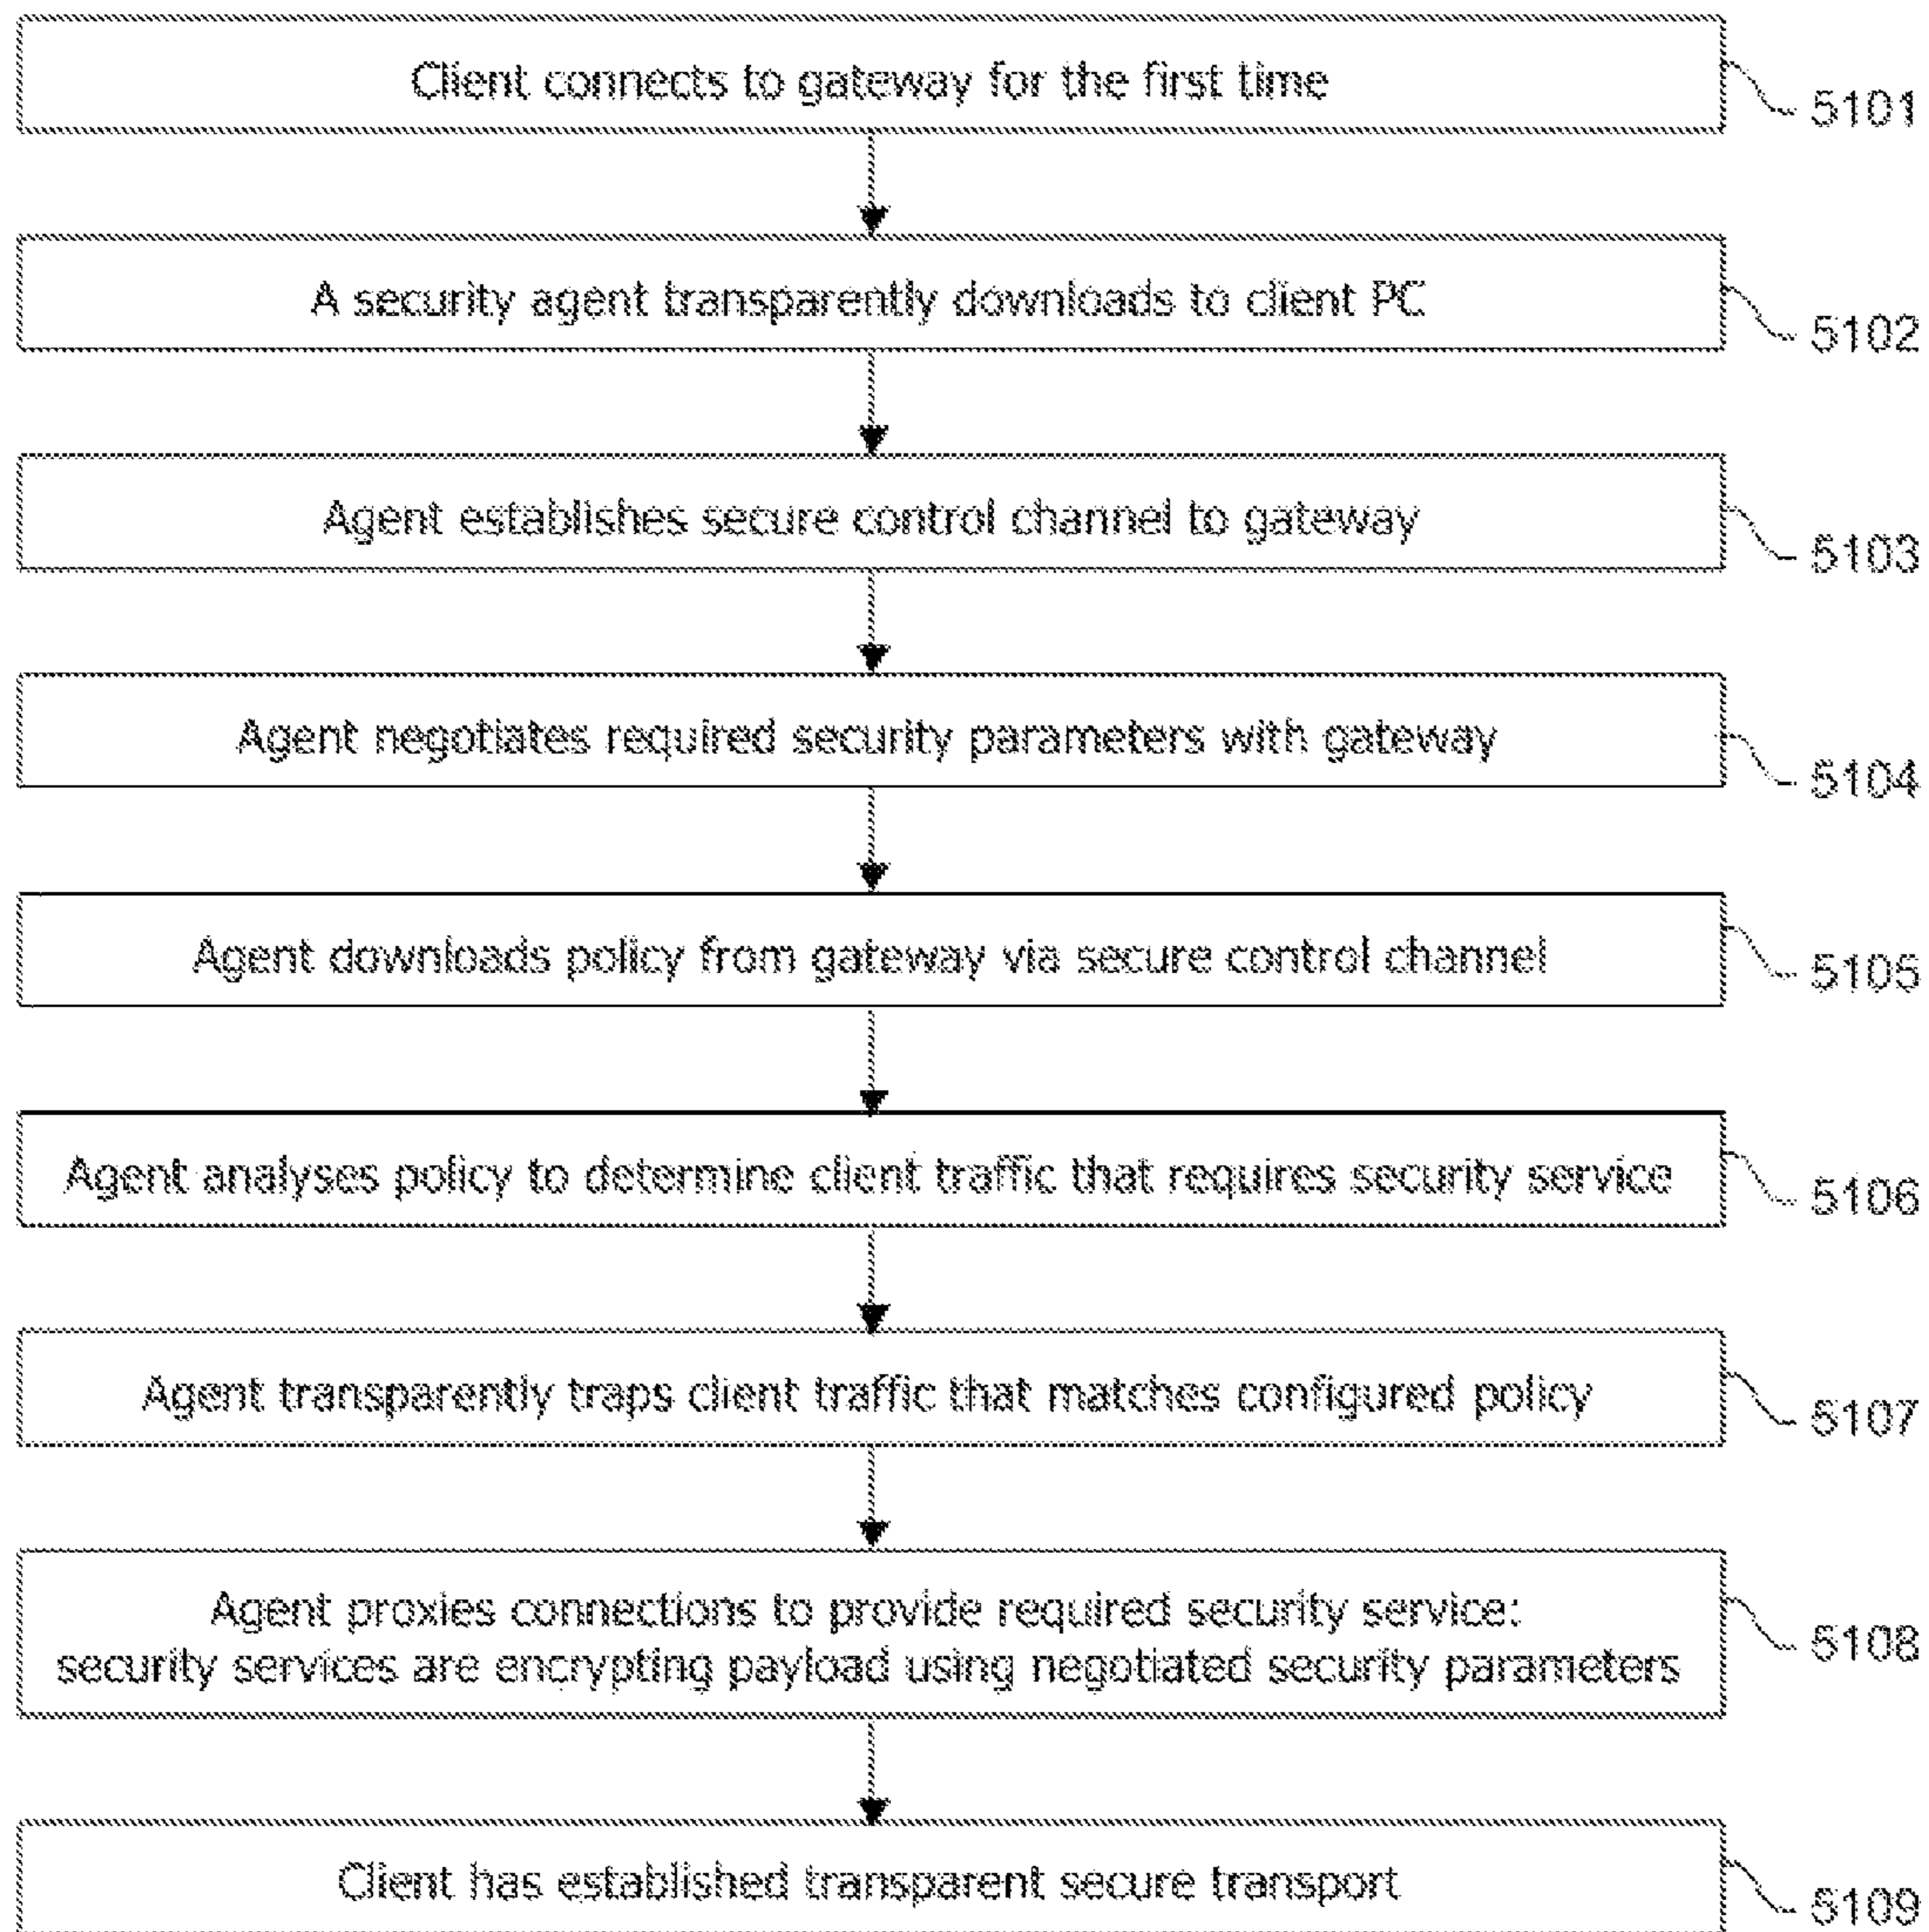 Client connects to gateway for the first time
5101
A security agent transparently downloads to client PC
5102
Agent establishes secure control channel to gateway
5103
Agent negotiates required security parameters with gateway
5104
Agent downloads policy from gateway via secure control channel
5105
Agent analyses policy to determine client traffic that requires security service
5106
Agent transparently traps client traffic that matches configured policy
5107
Agent proxies connections to provide required security service:
security services are encrypting payload using negotiated security parameters
5108
Client has established transparent secure transport
5109